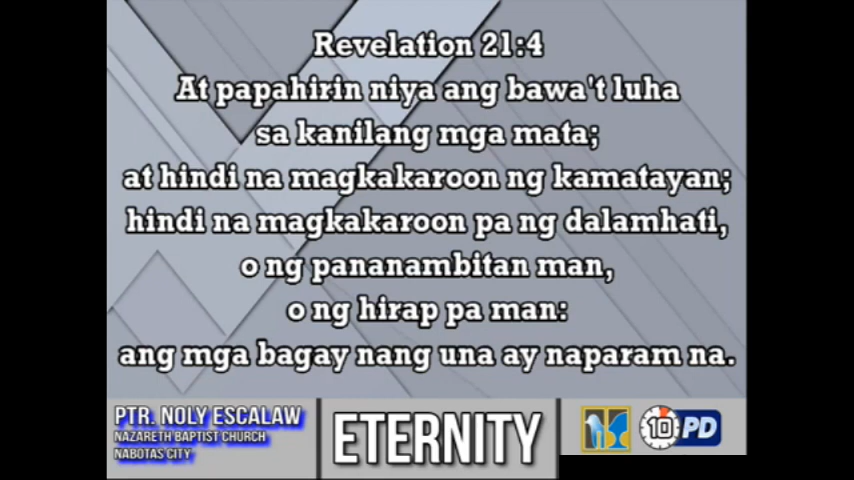 Revelation 21:4
At papahirin niya ang bawa't luha
sa kanilang mga mata;
at hindi na magkakaroon ng kamatayan;
hindi na magkakaroon pa ng dalamhati,
o ng pananambitan man,
o ng hirap pa man:
ang mga bagay nang una ay naparam na.
PTR. NOLY ESCALAW
NAZARETH BAPTIST CHURCH
NABOTAS CITY
ETERNITY
10 PD